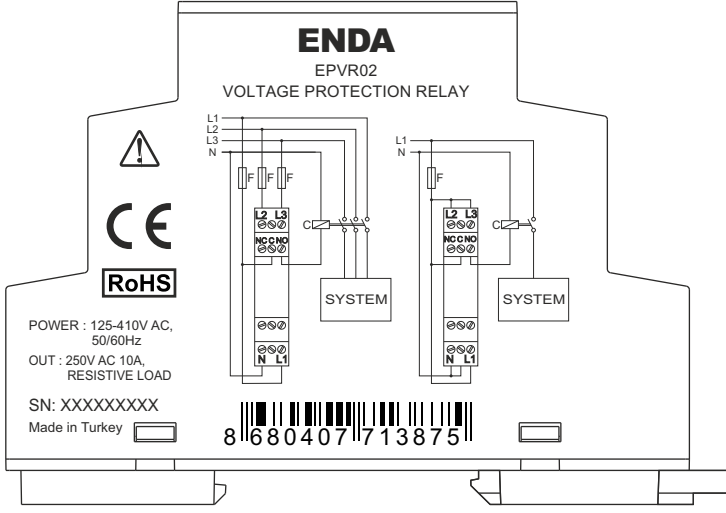 ENDA
EPVR02
VOLTAGE PROTECTION RELAY
L1
L2
L3
N
F F F
L2 L3
NC C NO
C
SYSTEM
N L1
L1
N
F
L2 L3
NC C NO
C
SYSTEM
N L1
CE
RoHS
POWER : 125-410V AC,
50/60Hz
OUT : 250V AC 10A,
RESISTIVE LOAD
SN: XXXXXXXXX
Made in Turkey
8 680407 713875